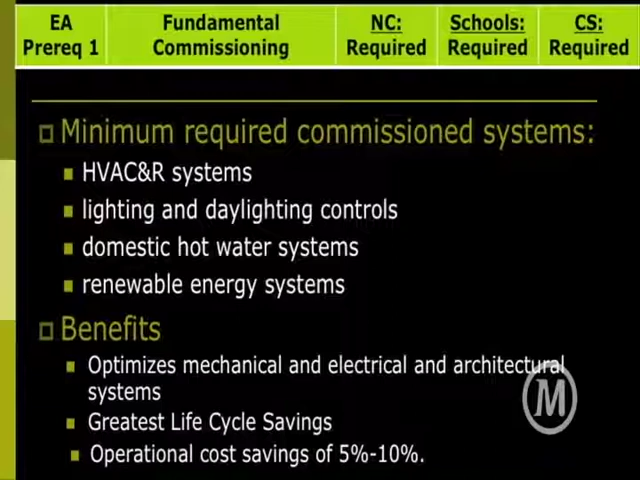 EA
Prereq 1
Fundamental
Commissioning
NC:
Required
Schools:
Required
CS:
Required
Minimum required commissioned systems:
HVAC&R systems
lighting and daylighting controls
domestic hot water systems
renewable energy systems
Benefits
Optimizes mechanical and electrical and architectural
systems
Greatest Life Cycle Savings
Operational cost savings of 5%-10%.
M